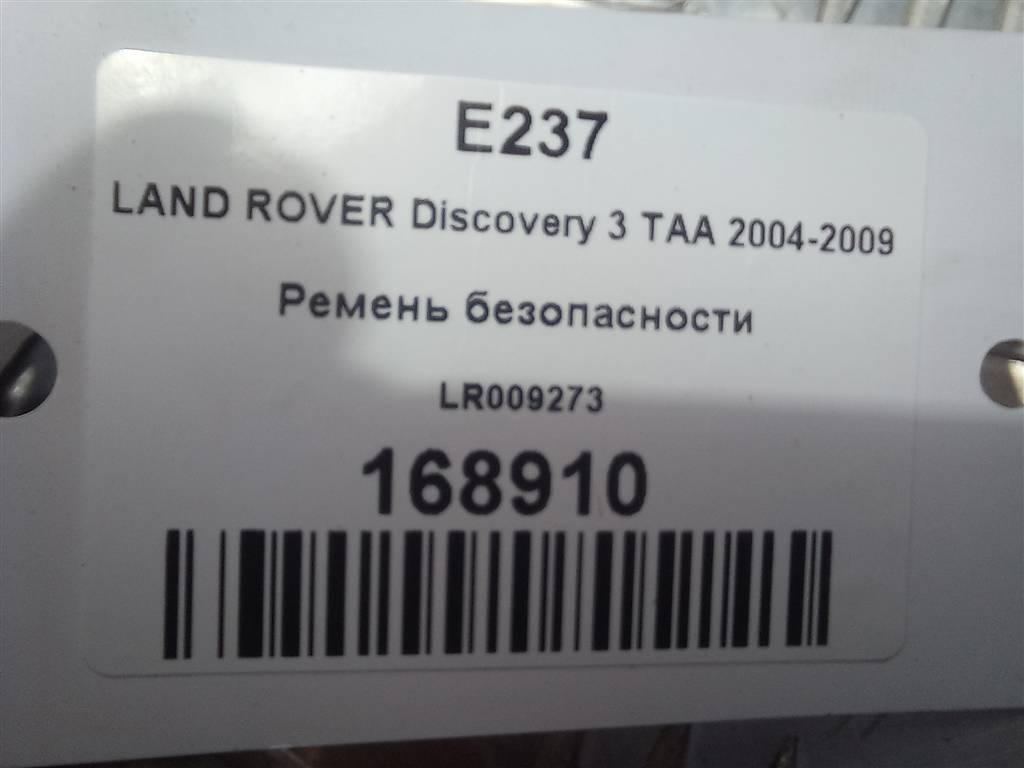 E237
LAND ROVER Discovery 3 TAA 2004-2009
Ремень безопасности
LR009273
168910